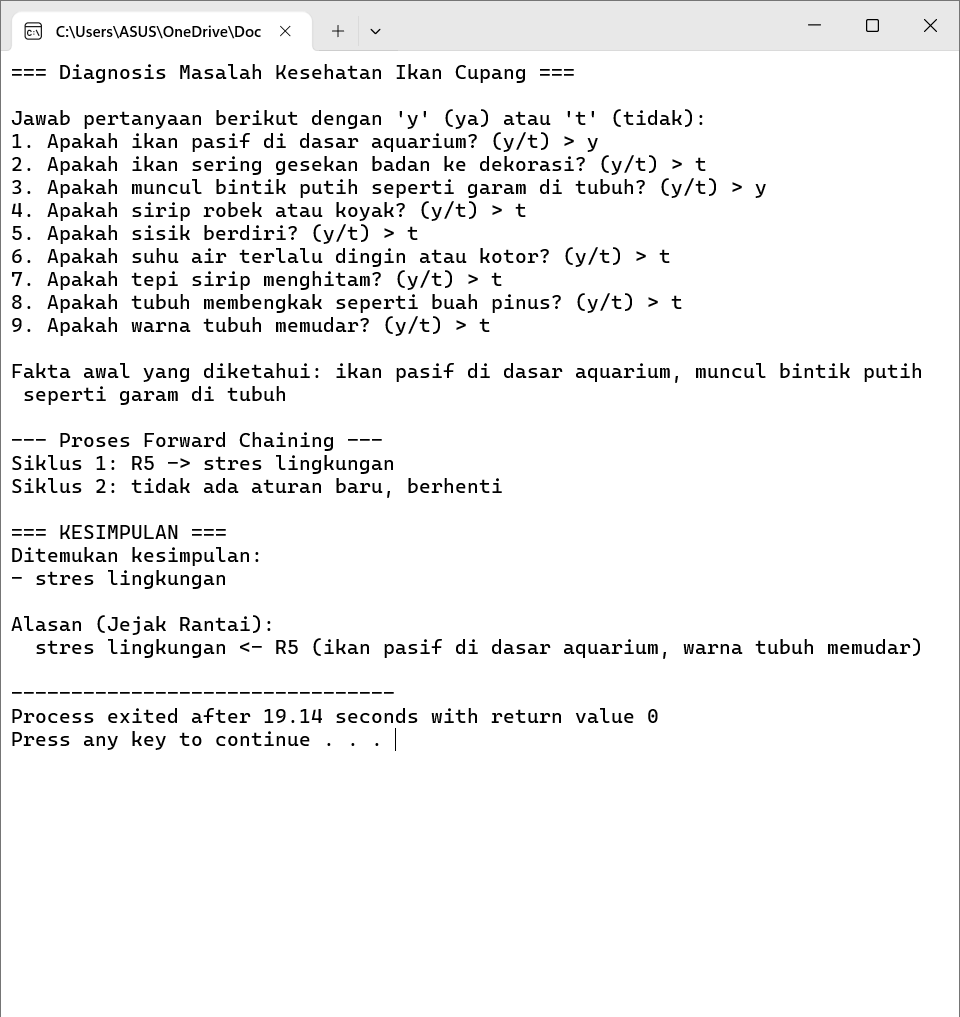 C:\Users\ASUS\OneDrive\Doc
=== Diagnosis Masalah Kesehatan Ikan Cupang ===
Jawab pertanyaan berikut dengan 'y' (ya) atau 't' (tidak):
1. Apakah ikan pasif di dasar aquarium? (y/t) > y
2. Apakah ikan sering gesekan badan ke dekorasi? (y/t) > t
3. Apakah muncul bintik putih seperti garam di tubuh? (y/t) > y
4. Apakah sirip robek atau koyak? (y/t) > t
5. Apakah sisik berdiri? (y/t) > t
6. Apakah suhu air terlalu dingin atau kotor? (y/t) > t
7. Apakah tepi sirip menghitam? (y/t) > t
8. Apakah tubuh membengkak seperti buah pinus? (y/t) > t
9. Apakah warna tubuh memudar? (y/t) > t
Fakta awal yang diketahui: ikan pasif di dasar aquarium, muncul bintik putih
 seperti garam di tubuh
--- Proses Forward Chaining ---
Siklus 1: R5 -> stres lingkungan
Siklus 2: tidak ada aturan baru, berhenti
=== KESIMPULAN ===
Ditemukan kesimpulan:
- stres lingkungan
Alasan (Jejak Rantai):
  stres lingkungan <- R5 (ikan pasif di dasar aquarium, warna tubuh memudar)
--------------------------------
Process exited after 19.14 seconds with return value 0
Press any key to continue . . .